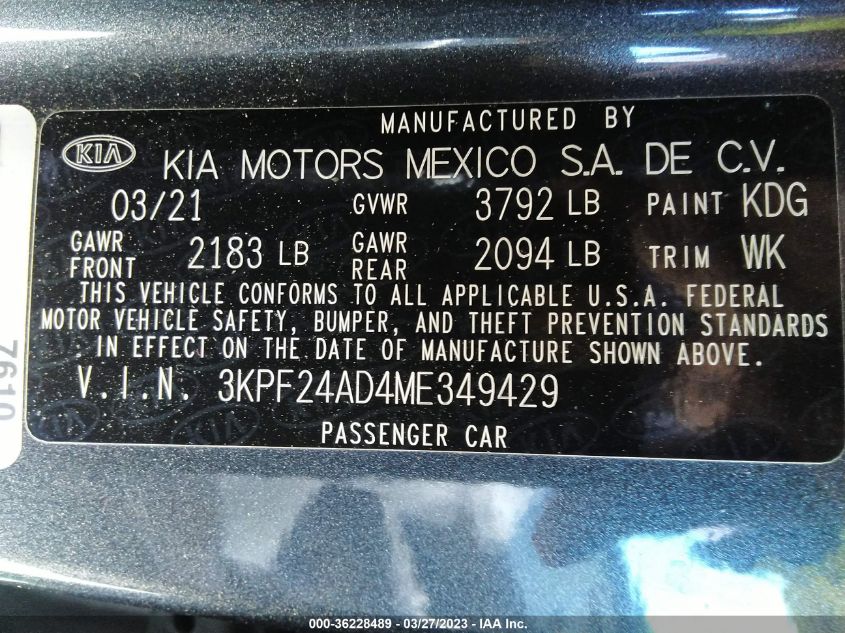 MANUFACTURED BY
KIA KIA MOTORS MEXICO S.A. DE C.V.
03/21 GVWR 3792 LB PAINT KDG
GAWR FRONT 2183 LB GAWR REAR 2094 LB TRIM WK
THIS VEHICLE CONFORMS TO ALL APPLICABLE U.S.A. FEDERAL
MOTOR VEHICLE SAFETY, BUMPER, AND THEFT PREVENTION STANDARDS
IN EFFECT ON THE DATE OF MANUFACTURE SHOWN ABOVE.
V.I.N. 3KPF24AD4ME349429
PASSENGER CAR
7610
000-36228489 — 03/27/2023 — IAA Inc.